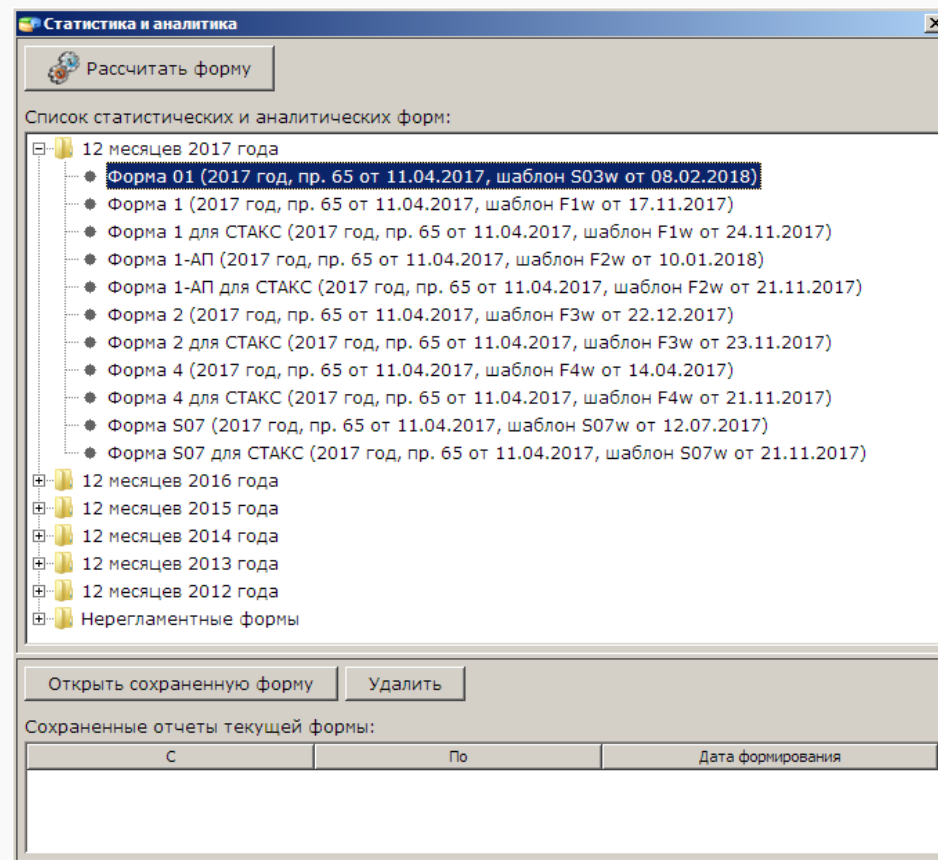 Статистика и аналитика
Рассчитать форму
Список статистических и аналитических форм:
12 месяцев 2017 года
Форма 01 (2017 год, пр. 65 от 11.04.2017, шаблон S03w от 08.02.2018)
Форма 1 (2017 год, пр. 65 от 11.04.2017, шаблон F1w от 17.11.2017)
Форма 1 для СТАКС (2017 год, пр. 65 от 11.04.2017, шаблон F1w от 24.11.2017)
Форма 1-АП (2017 год, пр. 65 от 11.04.2017, шаблон F2w от 10.01.2018)
Форма 1-АП для СТАКС (2017 год, пр. 65 от 11.04.2017, шаблон F2w от 21.11.2017)
Форма 2 (2017 год, пр. 65 от 11.04.2017, шаблон F3w от 22.12.2017)
Форма 2 для СТАКС (2017 год, пр. 65 от 11.04.2017, шаблон F3w от 23.11.2017)
Форма 4 (2017 год, пр. 65 от 11.04.2017, шаблон F4w от 14.04.2017)
Форма 4 для СТАКС (2017 год, пр. 65 от 11.04.2017, шаблон F4w от 21.11.2017)
Форма S07 (2017 год, пр. 65 от 11.04.2017, шаблон S07w от 12.07.2017)
Форма S07 для СТАКС (2017 год, пр. 65 от 11.04.2017, шаблон S07w от 21.11.2017)
12 месяцев 2016 года
12 месяцев 2015 года
12 месяцев 2014 года
12 месяцев 2013 года
12 месяцев 2012 года
Нерегламентные формы
Открыть сохраненную форму Удалить
Сохраненные отчеты текущей формы:
С По Дата формирования